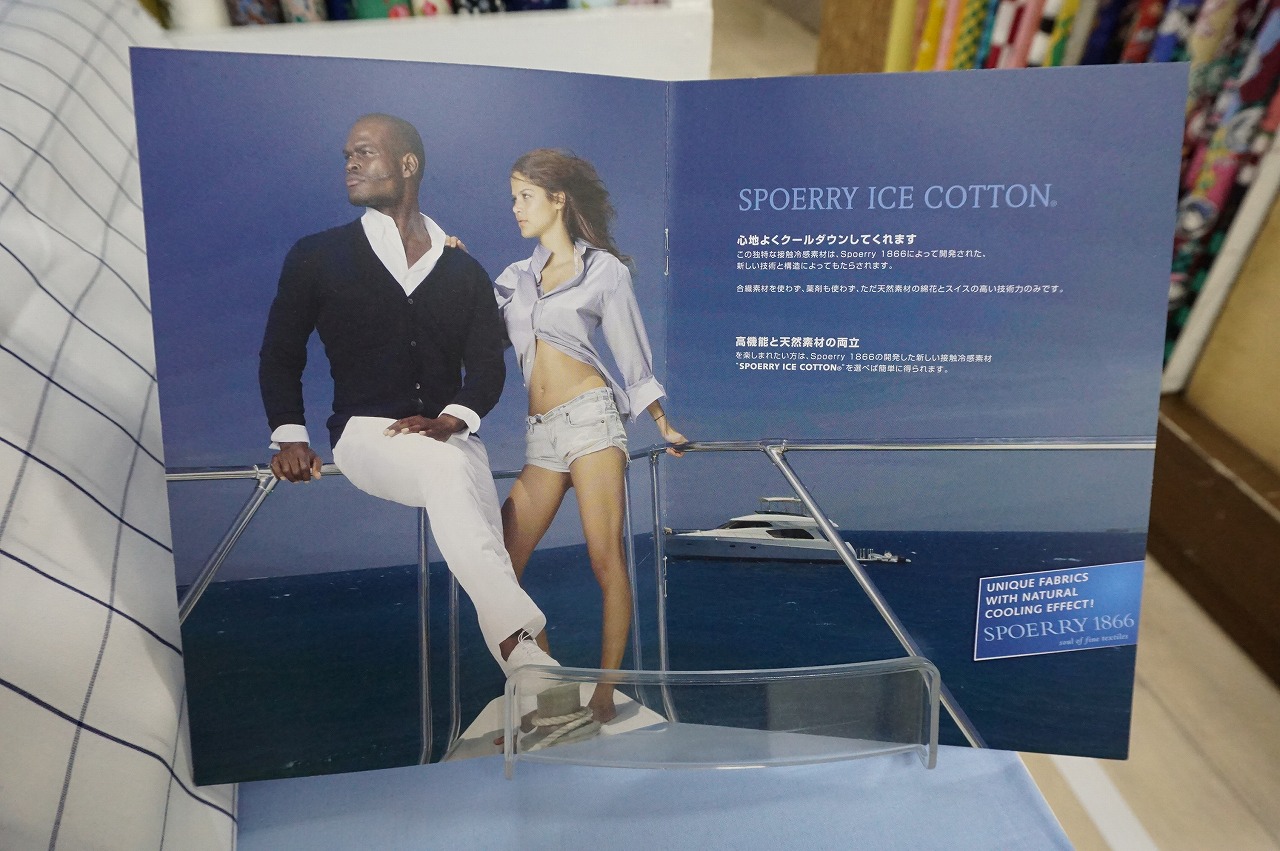 SPOERRY ICE COTTON®
心地よくクールダウンしてくれます
この独特な接触冷感素材は、Spoerry 1866によって開発された、
新しい技術と構造によってもたらされます。
合繊素材を使わず、薬剤も使わず、ただ天然素材の綿花とスイスの高い技術力のみです。
高機能と天然素材の両立
を楽しまれたい方は、Spoerry 1866の開発した新しい接触冷感素材
"SPOERRY ICE COTTON®"を選べば簡単に得られます。
UNIQUE FABRICS
WITH NATURAL
COOLING EFFECT!
SPOERRY 1866
soul of fine textiles